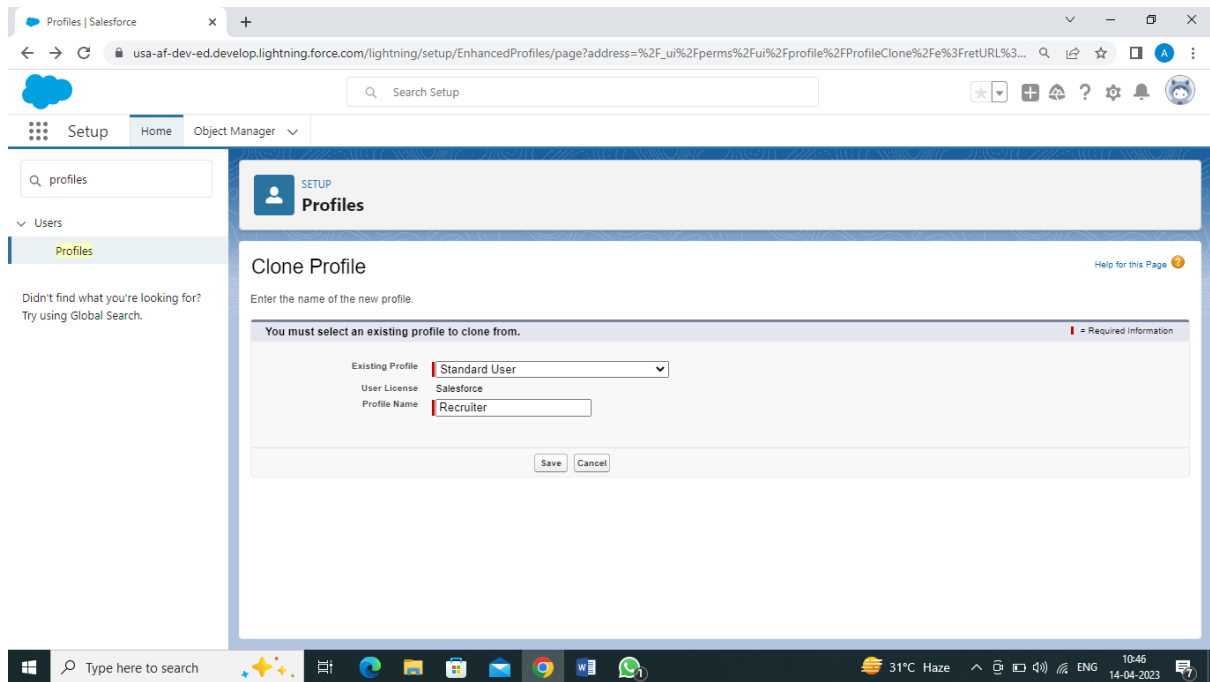 Profiles | Salesforce
usa-af-dev-ed.develop.lightning.force.com/lightning/setup/EnhancedProfiles/page?address=%2F_ui%2Fperms%2Fui%2Fprofile%2FProfileClone%2Fe%3FretURL%3...
A
Search Setup
Setup
Home
Object Manager
profiles
Users
Profiles
Didn't find what you're looking for?
Try using Global Search.
SETUP
Profiles
Clone Profile
Help for this Page
Enter the name of the new profile.
You must select an existing profile to clone from.
= Required Information
Existing Profile Standard User
User License Salesforce
Profile Name Recruiter
Save Cancel
Type here to search
W
1
31°C Haze
ENG
10:46
14-04-2023
7